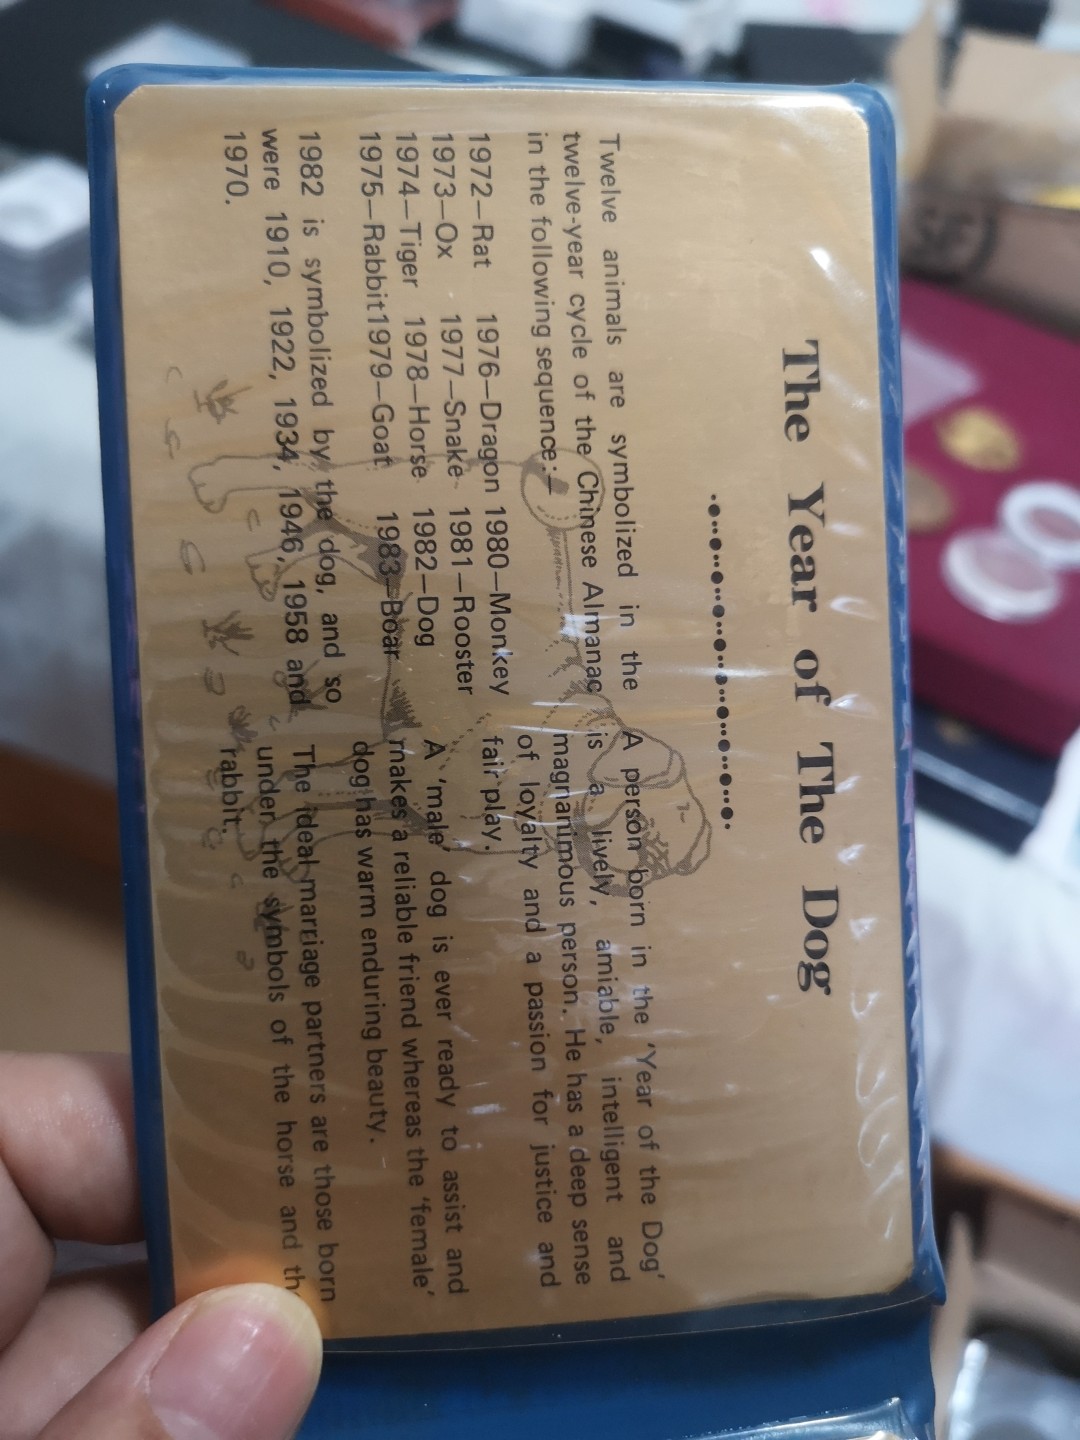 The Year of The Dog
Twelve animals are symbolized in the
twelve-year cycle of the Chinese Almanac
in the following sequence:—
1972—Rat 1976—Dragon 1980—Monkey
1973—Ox 1977—Snake 1981—Rooster
1974—Tiger 1978—Horse 1982—Dog
1975—Rabbit 1979—Goat 1983—Boar
1982 is symbolized by the dog, and so
were 1910, 1922, 1934, 1946, 1958 and
1970.
A person born in the 'Year of the Dog'
is a lively, amiable, intelligent and
magnanimous person. He has a deep sense
of loyalty and a passion for justice and
fair play.
A 'male' dog is ever ready to assist and
makes a reliable friend whereas the 'female'
dog has warm enduring beauty.
The ideal marriage partners are those born
under the symbols of the horse and th
rabbit.